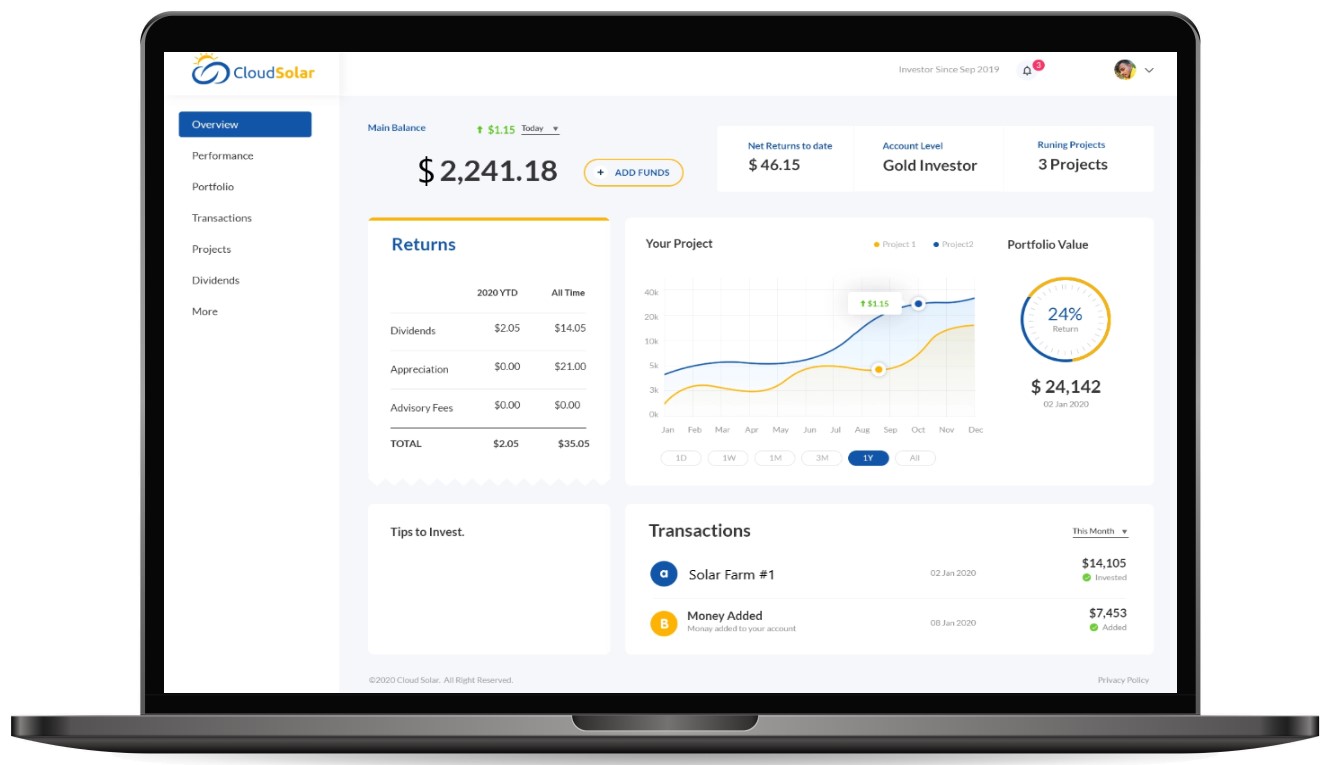 CloudSolar
Investor Since Sep 2019
3
Overview
Performance
Portfolio
Transactions
Projects
Dividends
More
Main Balance
$1.15 Today
$ 2,241.18
+ ADD FUNDS
Net Returns to date
$ 46.15
Account Level
Gold Investor
Runing Projects
3 Projects
Returns
2020 YTD All Time
Dividends $2.05 $14.05
Appreciation $0.00 $21.00
Advisory Fees $0.00 $0.00
TOTAL $2.05 $35.05
Your Project
Project 1 Project2
40k
20k
10k
5k
3k
0k
$1.15
Jan Feb Mar Apr May Jun Jul Aug Sep Oct Nov Dec
1D 1W 1M 3M 1Y All
Portfolio Value
24%
Return
$ 24,142
02 Jan 2020
Tips to Invest.
Transactions
This Month
a Solar Farm #1 02 Jan 2020 $14,105
Invested
B Money Added 08 Jan 2020 $7,453
Monay added to your account Added
©2020 Cloud Solar. All Right Reserved.
Privacy Policy